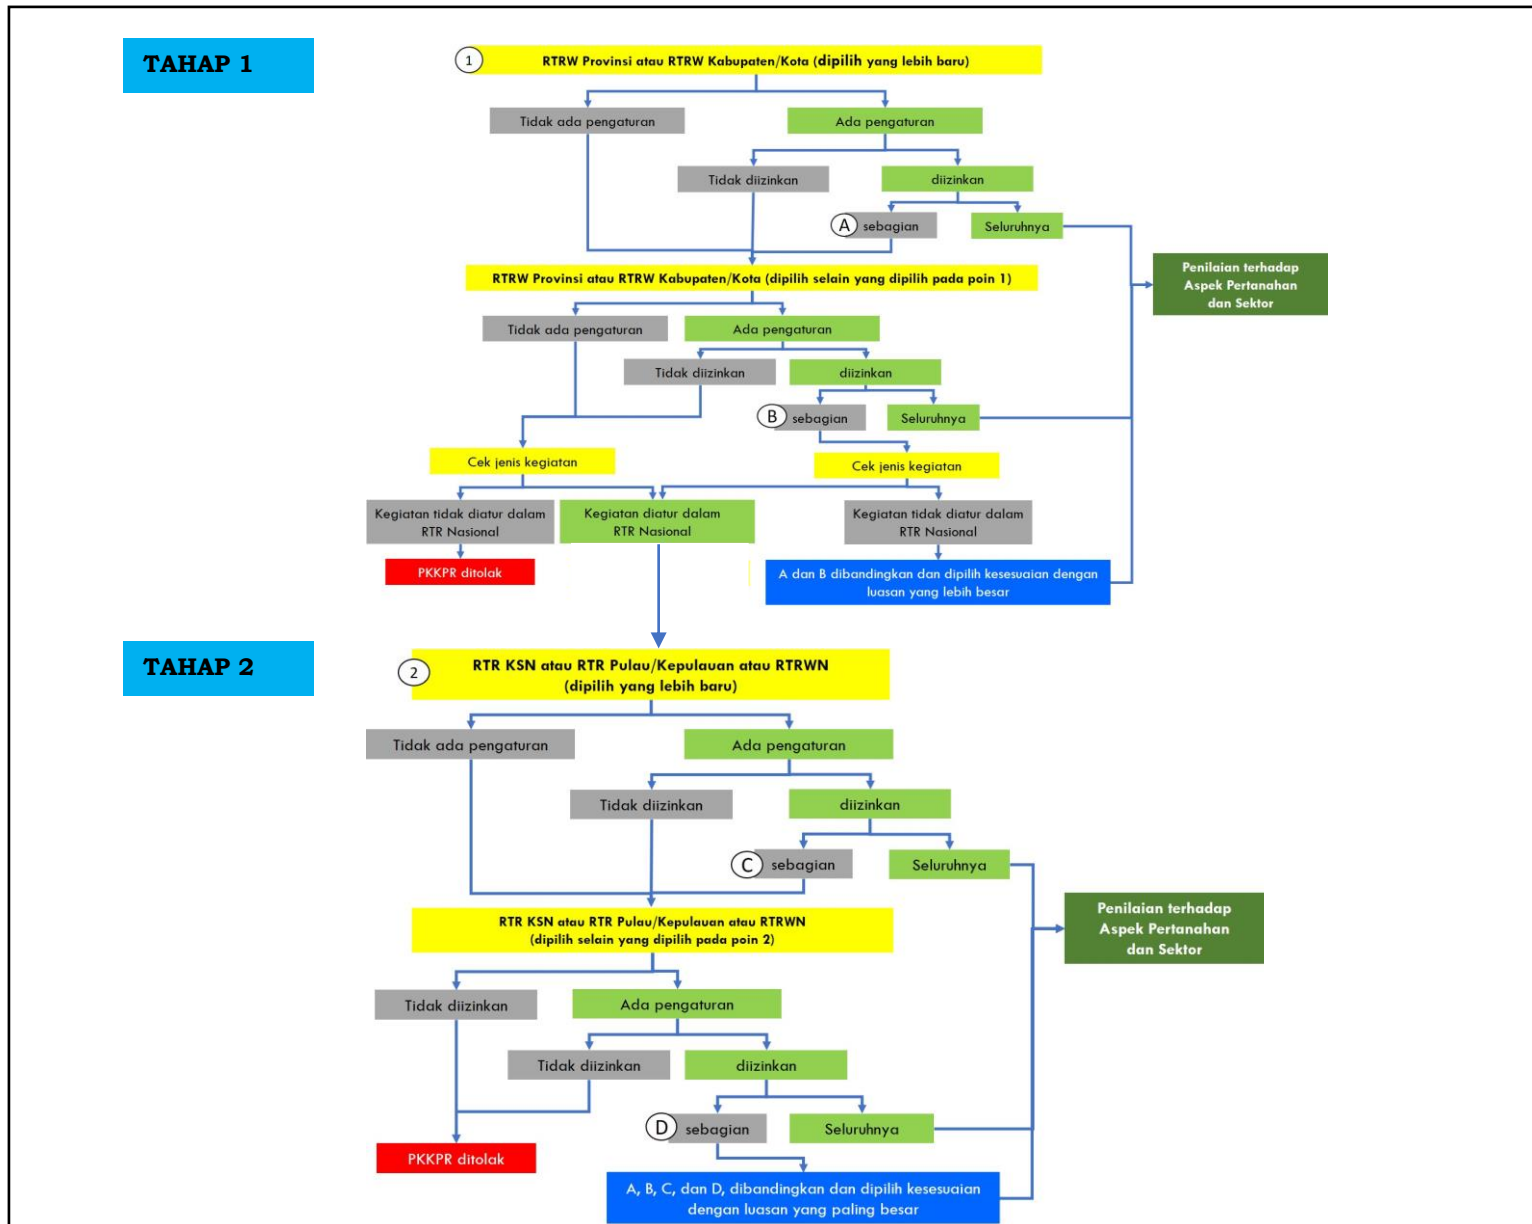 TAHAP 1
1
RTRW Provinsi atau RTRW Kabupaten/Kota (dipilih yang lebih baru)
Tidak ada pengaturan
Ada pengaturan
Tidak diizinkan
diizinkan
A
sebagian
Seluruhnya
Penilaian terhadap
Aspek Pertanahan
dan Sektor
RTRW Provinsi atau RTRW Kabupaten/Kota (dipilih selain yang dipilih pada poin 1)
Tidak ada pengaturan
Ada pengaturan
Tidak diizinkan
diizinkan
B
sebagian
Seluruhnya
Cek jenis kegiatan
Cek jenis kegiatan
Kegiatan tidak diatur dalam
RTR Nasional
Kegiatan diatur dalam
RTR Nasional
Kegiatan tidak diatur dalam
RTR Nasional
PKKPR ditolak
A dan B dibandingkan dan dipilih kesesuaian dengan
luasan yang lebih besar
TAHAP 2
2
RTR KSN atau RTR Pulau/Kepulauan atau RTRWN
(dipilih yang lebih baru)
Tidak ada pengaturan
Ada pengaturan
Tidak diizinkan
diizinkan
C
sebagian
Seluruhnya
Penilaian terhadap
Aspek Pertanahan
dan Sektor
RTR KSN atau RTR Pulau/Kepulauan atau RTRWN
(dipilih selain yang dipilih pada poin 2)
Tidak diizinkan
Ada pengaturan
Tidak diizinkan
diizinkan
D
sebagian
Seluruhnya
PKKPR ditolak
A, B, C, dan D, dibandingkan dan dipilih kesesuaian
dengan luasan yang paling besar